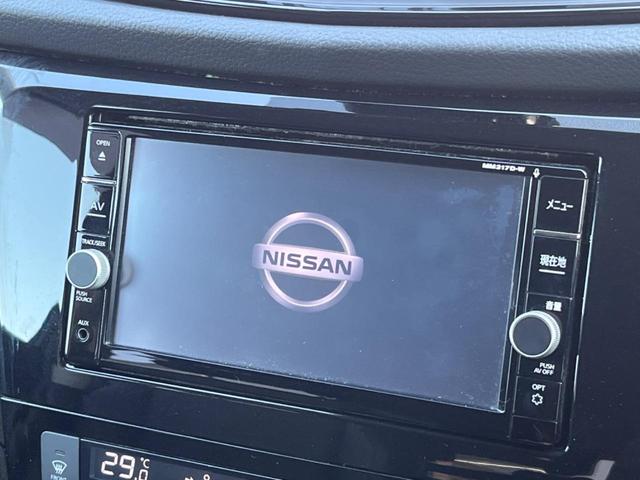 OPEN
MM317D-W
AV
メニュー
TRACK/SEEK
NISSAN
現在地
PUSH
SOURCE
音量
AUX
PUSH
AV OFF
OPT
FRONT
29.0
°C